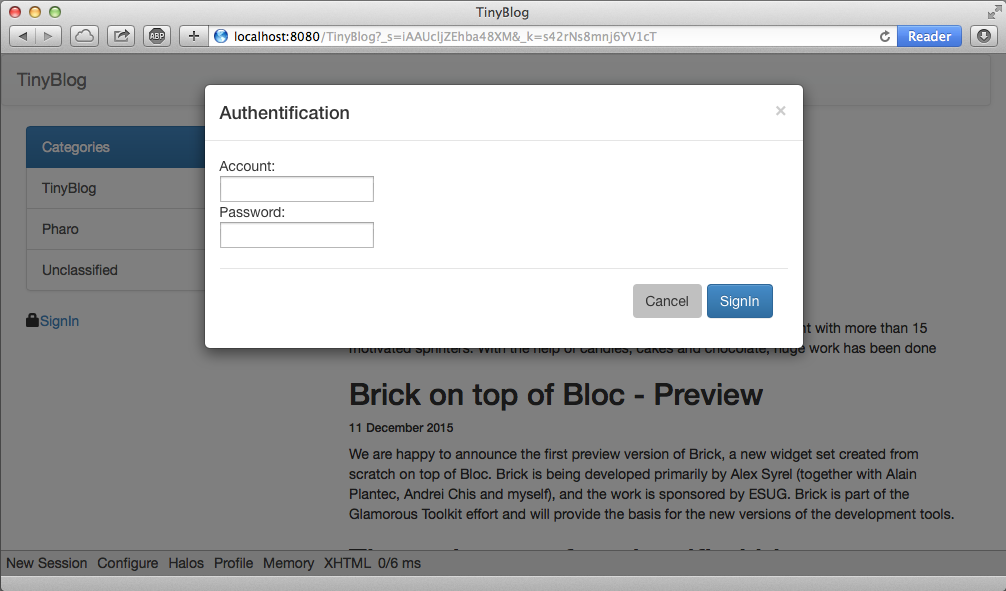 TinyBlog
ABP
localhost:8080/TinyBlog?_s=iAAUcljZEhba48XM&_k=s42rNs8mnj6YV1cT
Reader
TinyBlog
Authentification
×
Categories
TinyBlog
Pharo
Unclassified
SignIn
Account:
Password:
Cancel
SignIn
nt with more than 15
motivated sprinters. With the help of candies, cakes and chocolate, huge work has been done
Brick on top of Bloc - Preview
11 December 2015
We are happy to announce the first preview version of Brick, a new widget set created from
scratch on top of Bloc. Brick is being developed primarily by Alex Syrel (together with Alain
Plantec, Andrei Chis and myself), and the work is sponsored by ESUG. Brick is part of the
Glamorous Toolkit effort and will provide the basis for the new versions of the development tools.
New Session Configure Halos Profile Memory XHTML 0/6 ms